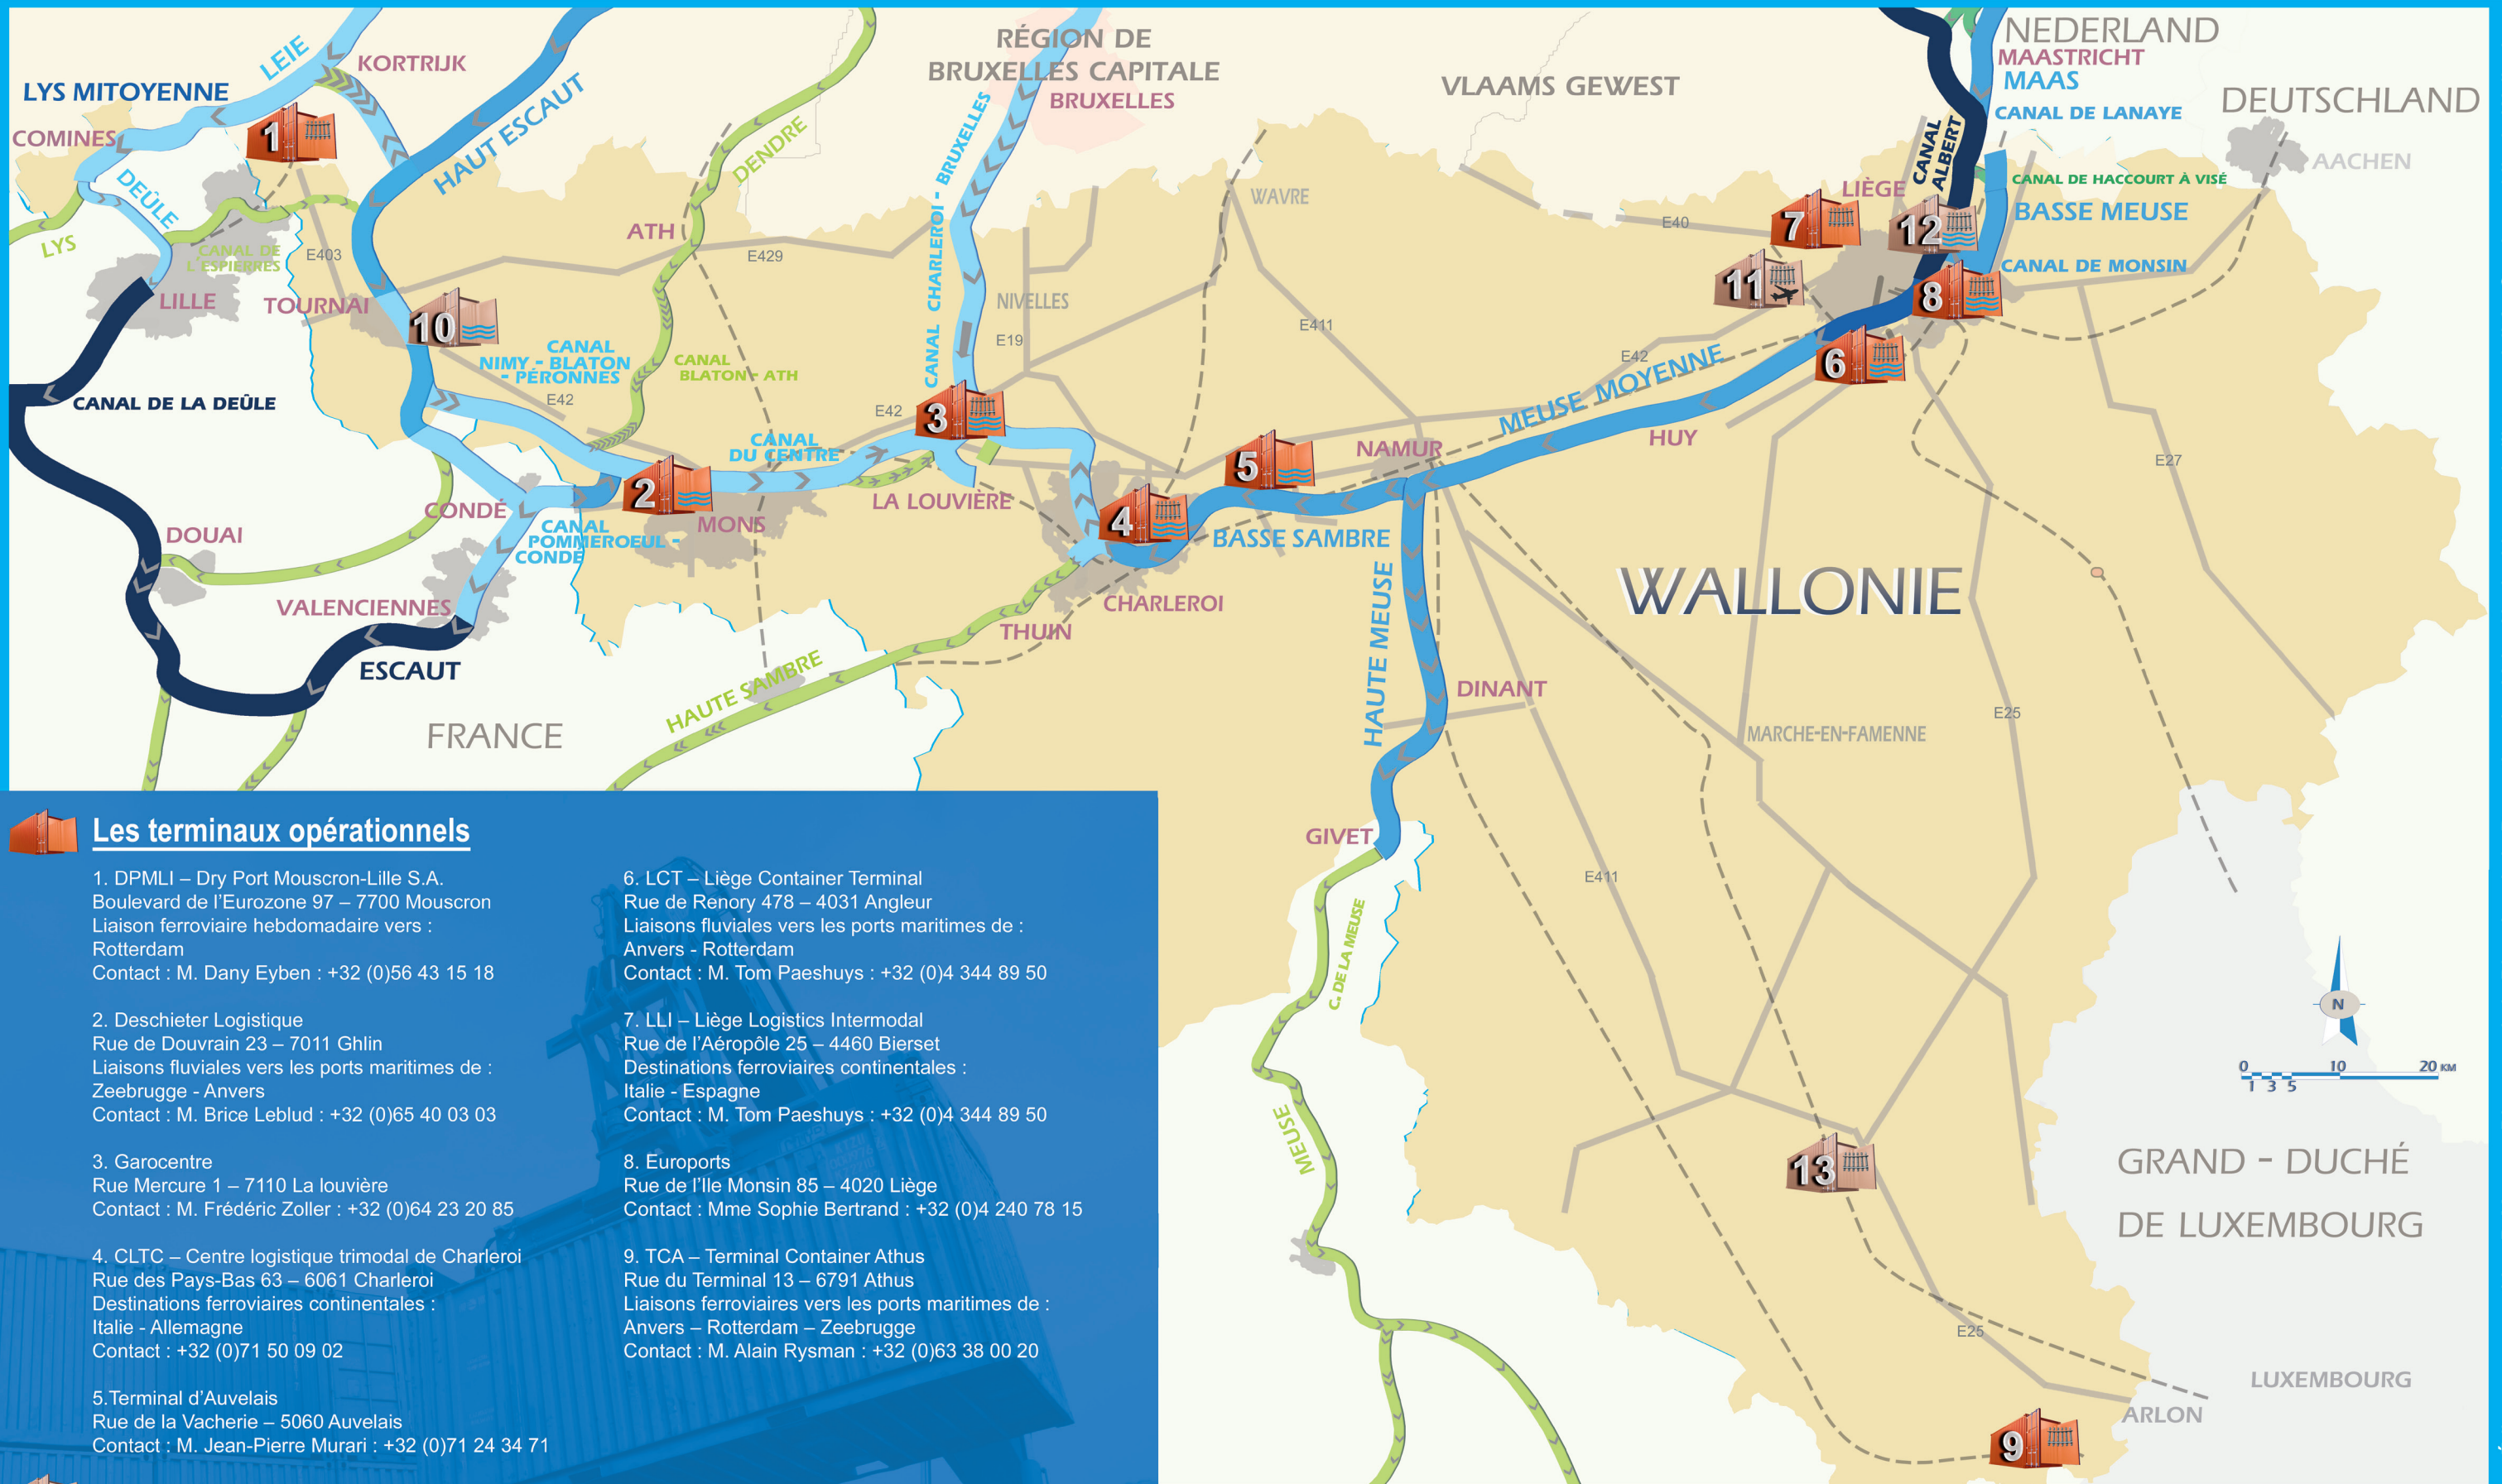 LEIE
KORTRIJK
LYS MITOYENNE
COMINES
1
HAUT ESCAUT
DEÛLE
LYS
CANAL DE
L'ESPIERRES
E403
LILLE
TOURNAI
10
CANAL DE LA DEÛLE
DENDRE
ATH
E429
CANAL
NIMY - BLATON
- PÉRONNES
CANAL
BLATON - ATH
E42
RÉGION DE
BRUXELLES CAPITALE
BRUXELLES
CANAL CHARLEROI - BRUXELLES
VLAAMS GEWEST
WAVRE
NIVELLES
E19
E411
E42
3
CANAL
DU CENTRE
LA LOUVIÈRE
2
MONS
CONDÉ
CANAL
POMMEROEUL -
CONDÉ
DOUAI
VALENCIENNES
ESCAUT
FRANCE
HAUTE SAMBRE
THUIN
CHARLEROI
4
5
BASSE SAMBRE
NAMUR
MEUSE MOYENNE
E42
HUY
NEDERLAND
MAASTRICHT
MAAS
CANAL DE LANAYE
DEUTSCHLAND
AACHEN
CANAL
ALBERT
CANAL DE HACCOURT À VISÉ
LIÈGE
BASSE MEUSE
E40
7
12
11
CANAL DE MONSIN
8
6
E27
WALLONIE
HAUTE MEUSE
DINANT
E25
MARCHE-EN-FAMENNE
GIVET
E411
C. DE LA MEUSE
MEUSE
N
0 10 20 KM
1 3 5
13
GRAND - DUCHÉ
DE LUXEMBOURG
E25
LUXEMBOURG
ARLON
9
Les terminaux opérationnels
1. DPMLI – Dry Port Mouscron-Lille S.A.
Boulevard de l'Eurozone 97 – 7700 Mouscron
Liaison ferroviaire hebdomadaire vers :
Rotterdam
Contact : M. Dany Eyben : +32 (0)56 43 15 18
2. Deschieter Logistique
Rue de Douvrain 23 – 7011 Ghlin
Liaisons fluviales vers les ports maritimes de :
Zeebrugge - Anvers
Contact : M. Brice Leblud : +32 (0)65 40 03 03
3. Garocentre
Rue Mercure 1 – 7110 La louvière
Contact : M. Frédéric Zoller : +32 (0)64 23 20 85
4. CLTC – Centre logistique trimodal de Charleroi
Rue des Pays-Bas 63 – 6061 Charleroi
Destinations ferroviaires continentales :
Italie - Allemagne
Contact : +32 (0)71 50 09 02
5.Terminal d'Auvelais
Rue de la Vacherie – 5060 Auvelais
Contact : M. Jean-Pierre Murari : +32 (0)71 24 34 71
6. LCT – Liège Container Terminal
Rue de Renory 478 – 4031 Angleur
Liaisons fluviales vers les ports maritimes de :
Anvers - Rotterdam
Contact : M. Tom Paeshuys : +32 (0)4 344 89 50
7. LLI – Liège Logistics Intermodal
Rue de l'Aéropôle 25 – 4460 Bierset
Destinations ferroviaires continentales :
Italie - Espagne
Contact : M. Tom Paeshuys : +32 (0)4 344 89 50
8. Euroports
Rue de l'Ile Monsin 85 – 4020 Liège
Contact : Mme Sophie Bertrand : +32 (0)4 240 78 15
9. TCA – Terminal Container Athus
Rue du Terminal 13 – 6791 Athus
Liaisons ferroviaires vers les ports maritimes de :
Anvers – Rotterdam – Zeebrugge
Contact : M. Alain Rysman : +32 (0)63 38 00 20